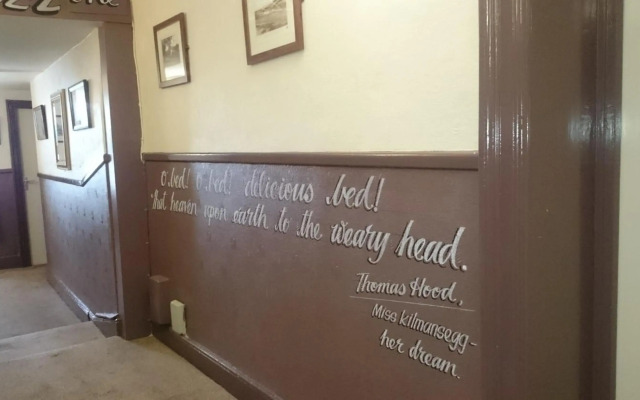 O bed! O bed! delicious bed!
That heaven upon earth to the weary head.
Thomas Hood,
Miss Kilmansegg-
her dream.